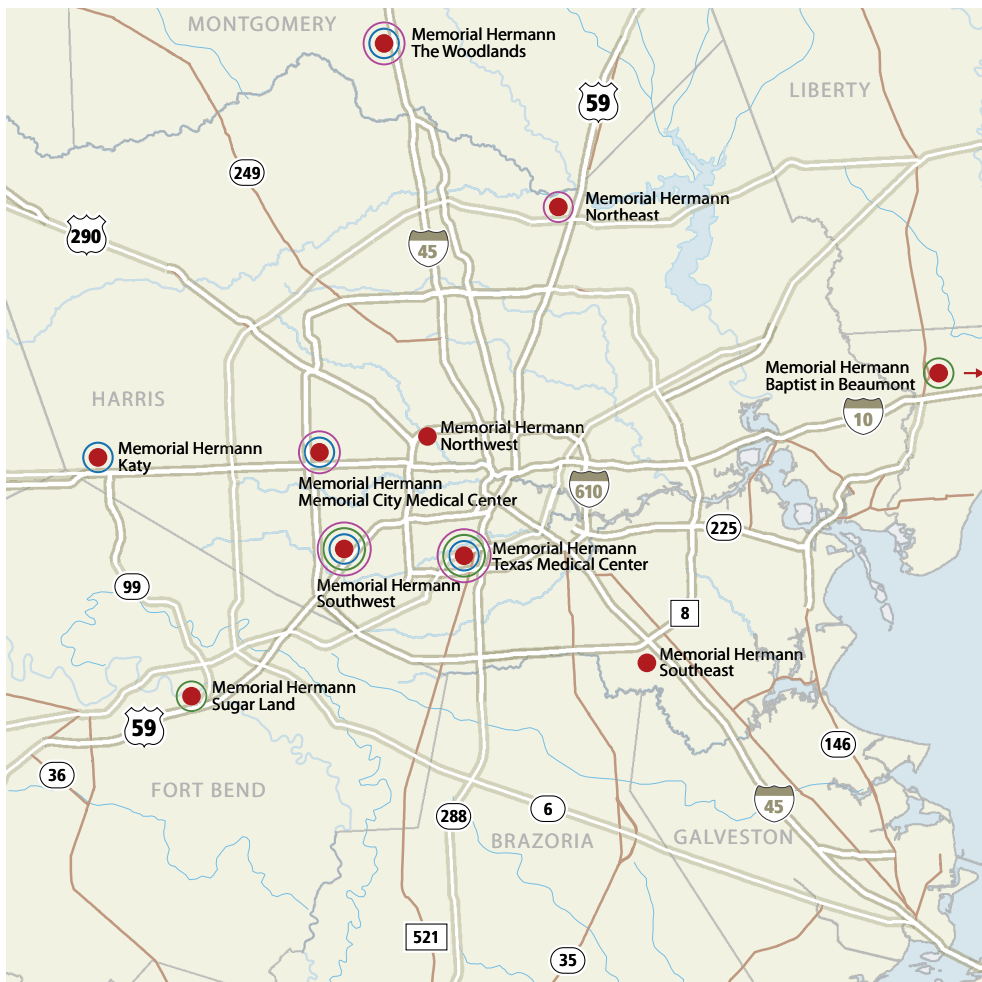 MONTGOMERY
Memorial Hermann
The Woodlands
59
LIBERTY
249
Memorial Hermann
Northeast
290
45
Memorial Hermann
Baptist in Beaumont
HARRIS
10
Memorial Hermann
Northwest
Memorial Hermann
Katy
Memorial Hermann
Memorial City Medical Center
610
225
Memorial Hermann
Texas Medical Center
Memorial Hermann
Southwest
99
8
Memorial Hermann
Southeast
Memorial Hermann
Sugar Land
59
146
36
FORT BEND
45
288
6
BRAZORIA
GALVESTON
521
35